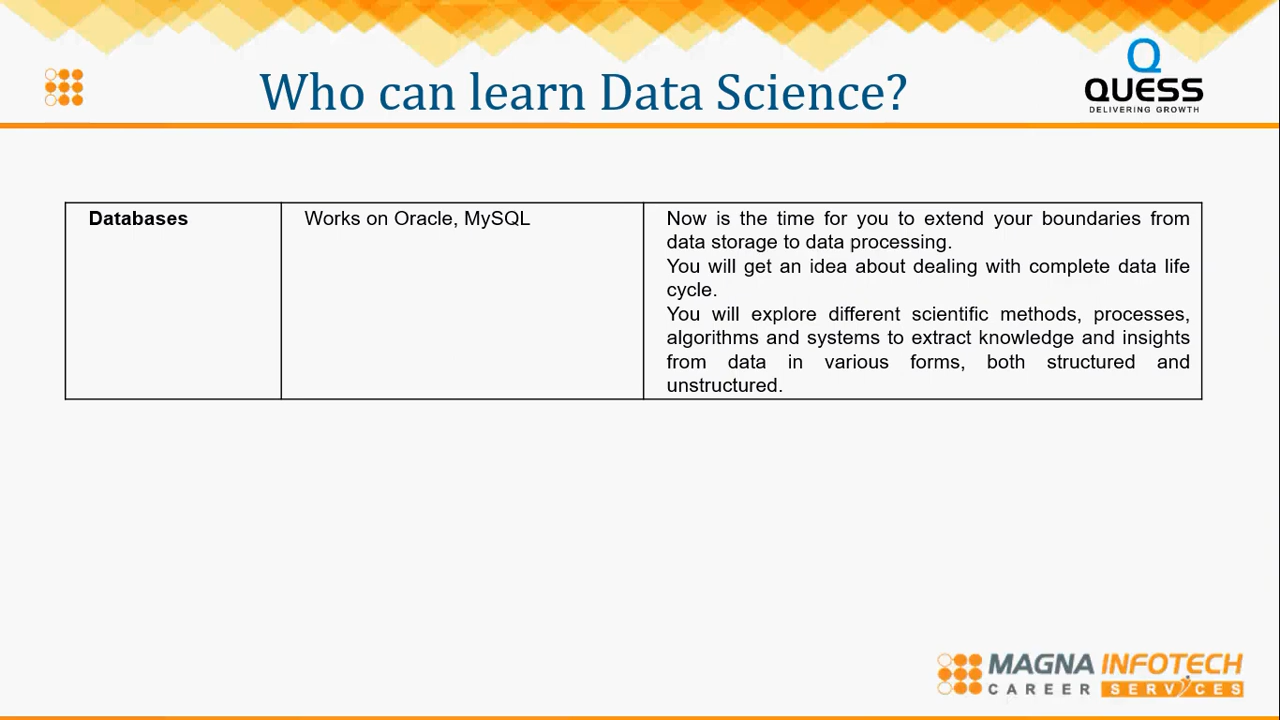 Who can learn Data Science?
Q
QUESS
DELIVERING GROWTH
Databases
Works on Oracle, MySQL
Now is the time for you to extend your boundaries from
data storage to data processing.
You will get an idea about dealing with complete data life
cycle.
You will explore different scientific methods, processes,
algorithms and systems to extract knowledge and insights
from data in various forms, both structured and
unstructured.
MAGNA INFOTECH
CAREER SERVICES